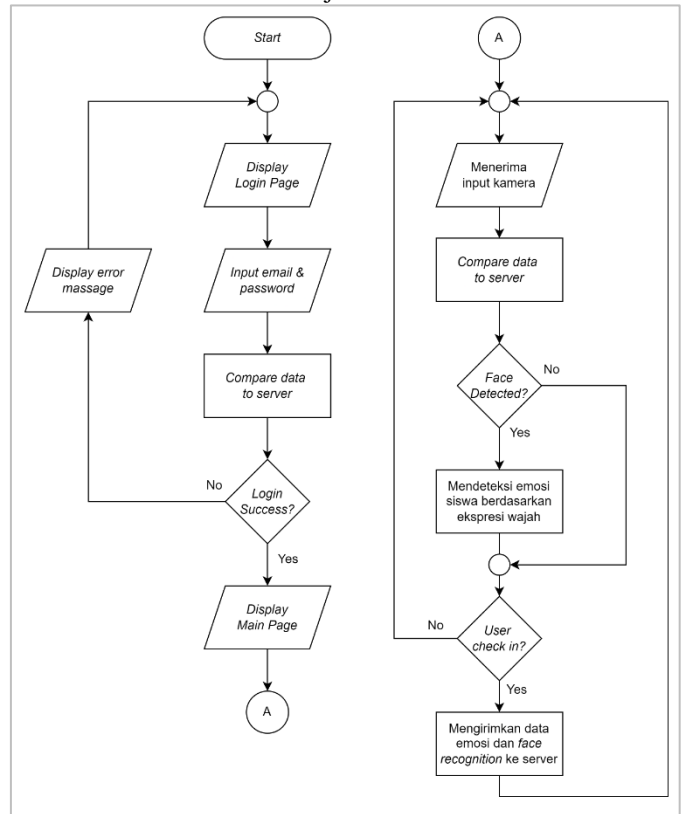 Start
Display
Login Page
Input email &
password
Display error
massage
Compare data
to server
Login
Success?
No
Yes
Display
Main Page
A
A
Menerima
input kamera
Compare data
to server
Face
Detected?
No
Yes
Mendeteksi emosi
siswa berdasarkan
ekspresi wajah
User
check in?
No
Yes
Mengirimkan data
emosi dan face
recognition ke server